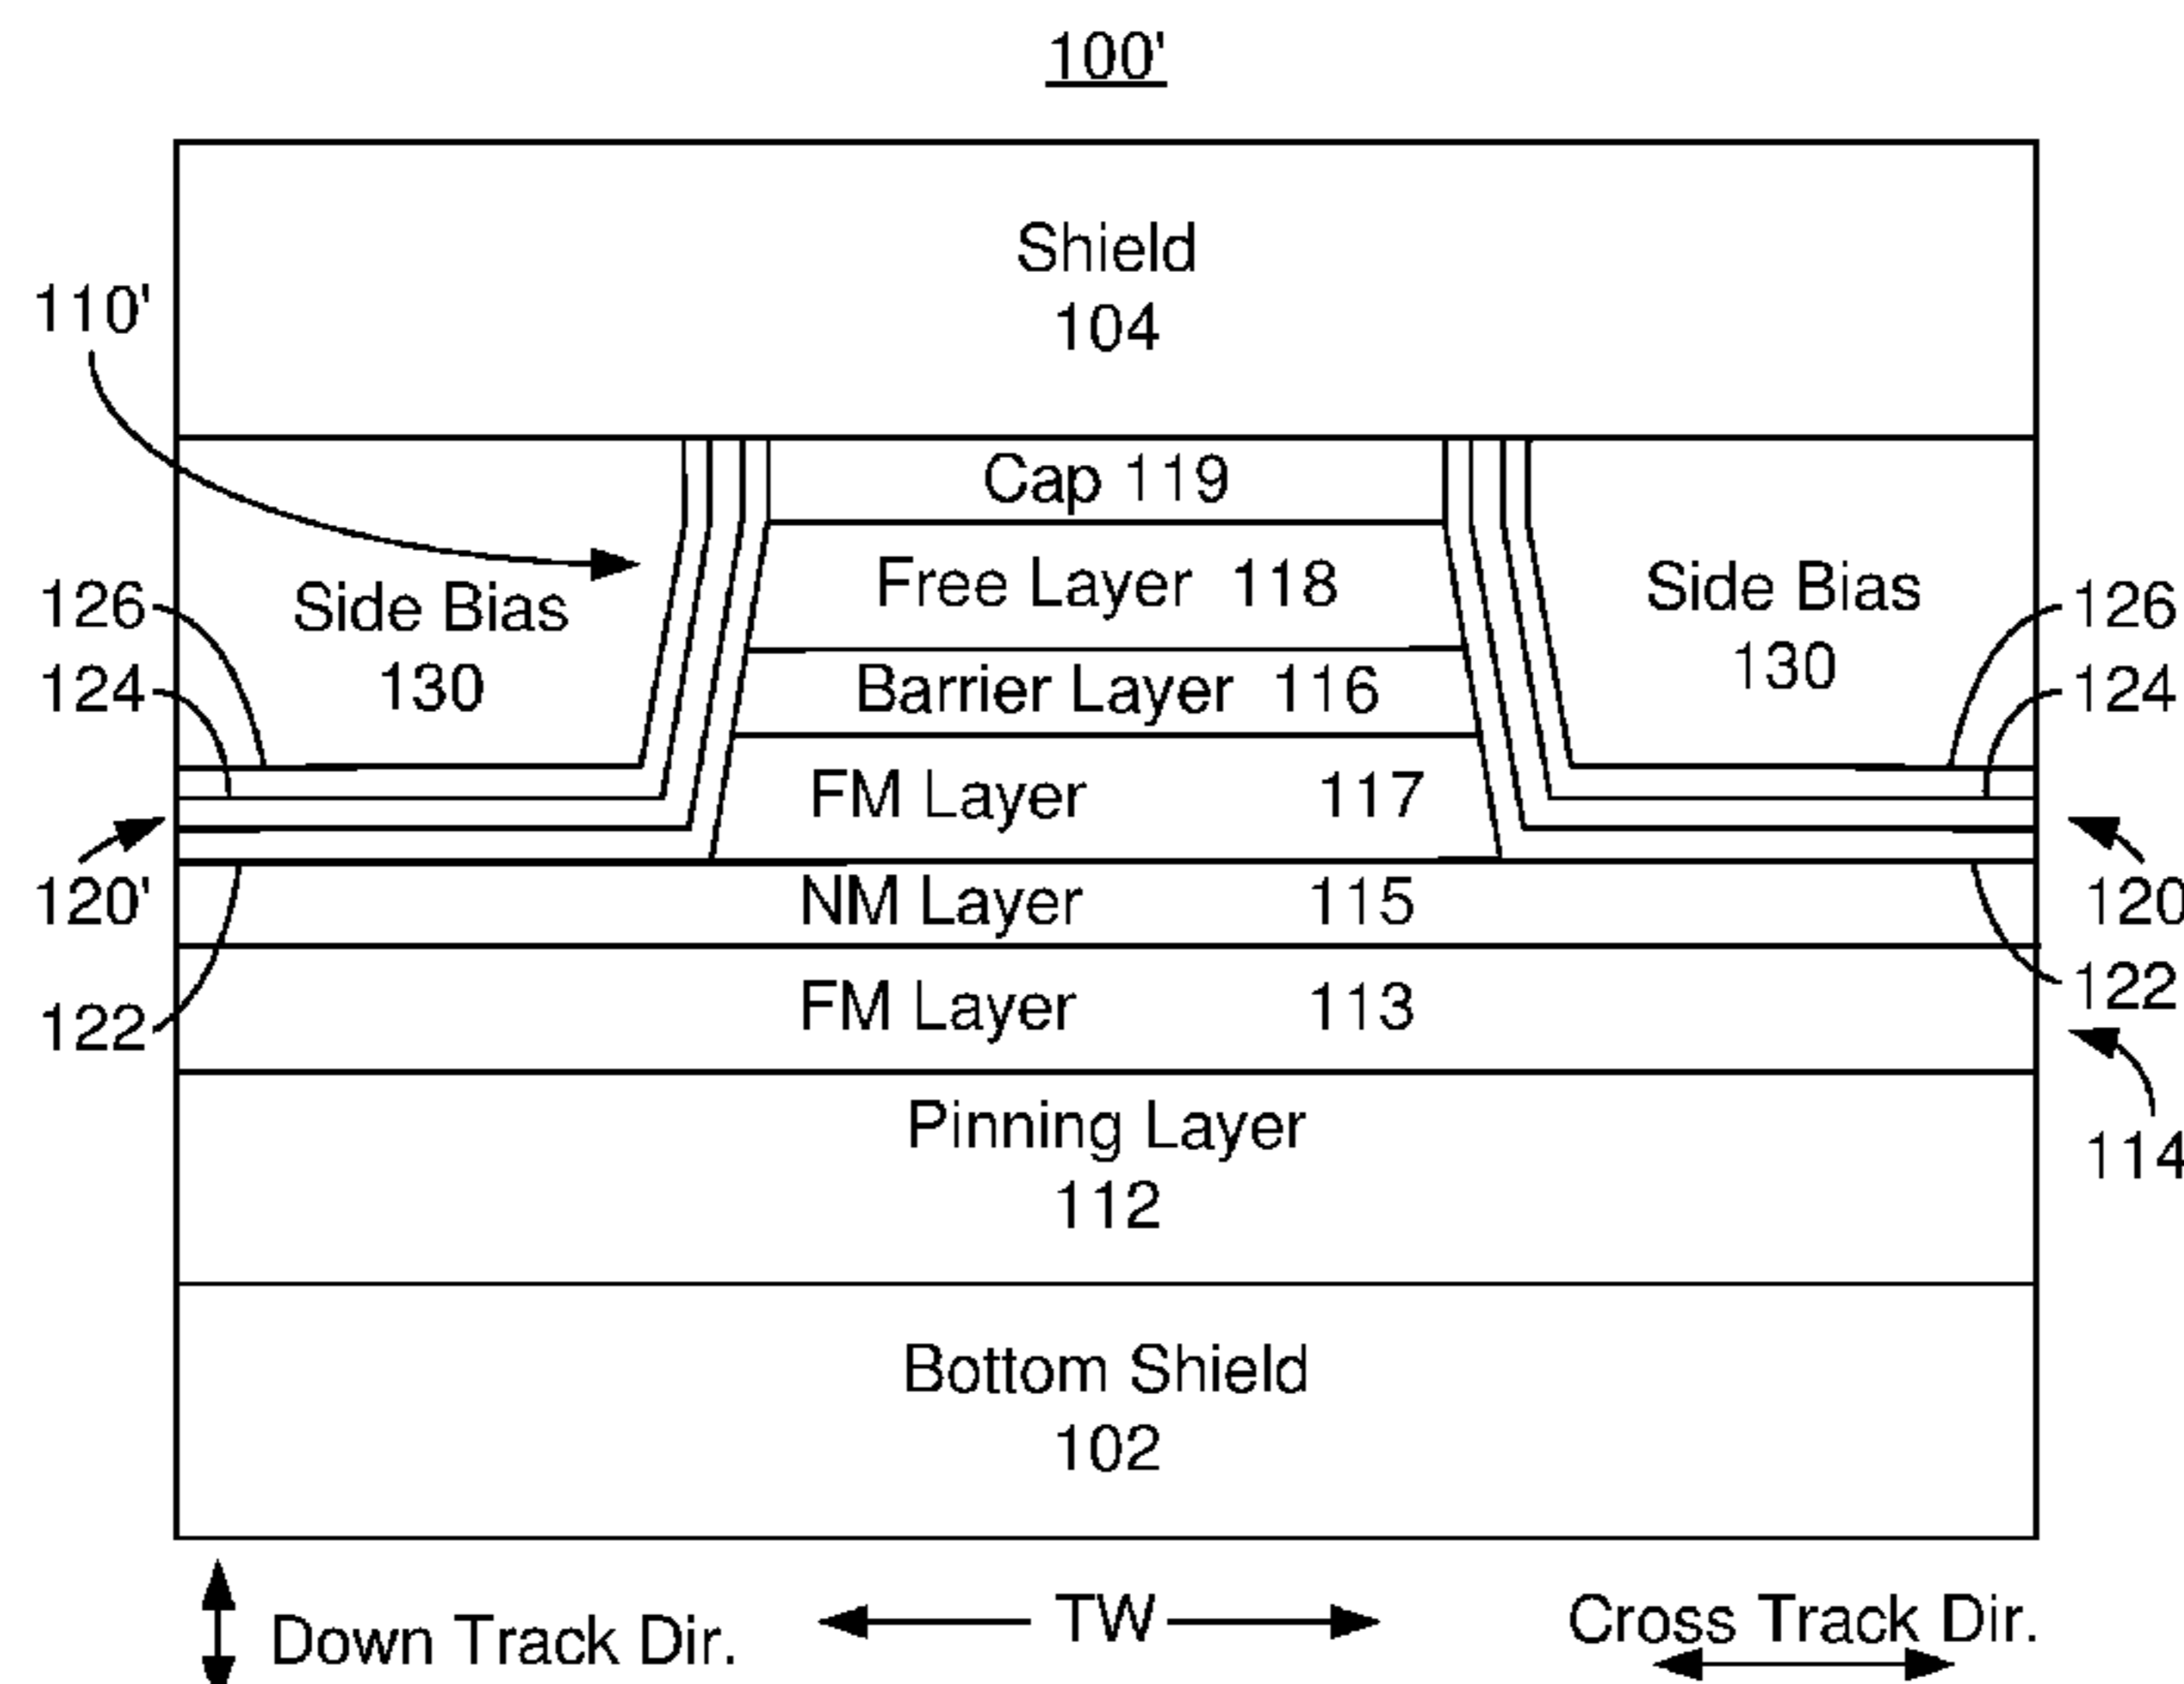 100'
Shield
104
110'
Cap 119
Free Layer 118
Side Bias
130
Side Bias
130
126
126
124
124
Barrier Layer 116
FM Layer 117
120'
120
NM Layer 115
122
122
FM Layer 113
114
Pinning Layer
112
Bottom Shield
102
Down Track Dir.
TW
Cross Track Dir.